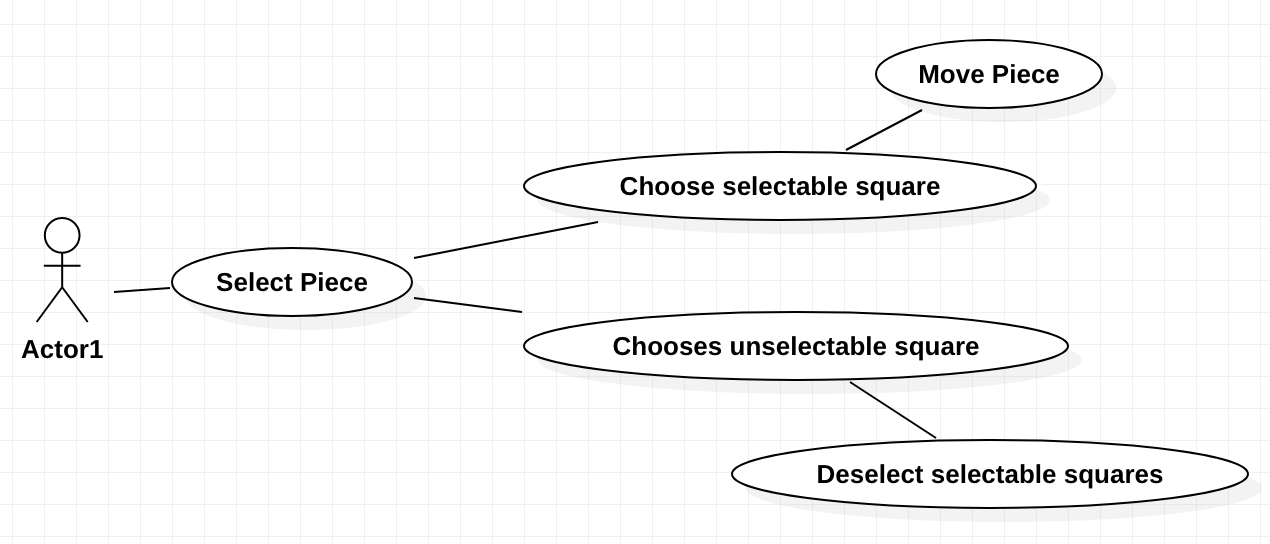 Move Piece
Choose selectable square
Select Piece
Actor1
Chooses unselectable square
Deselect selectable squares